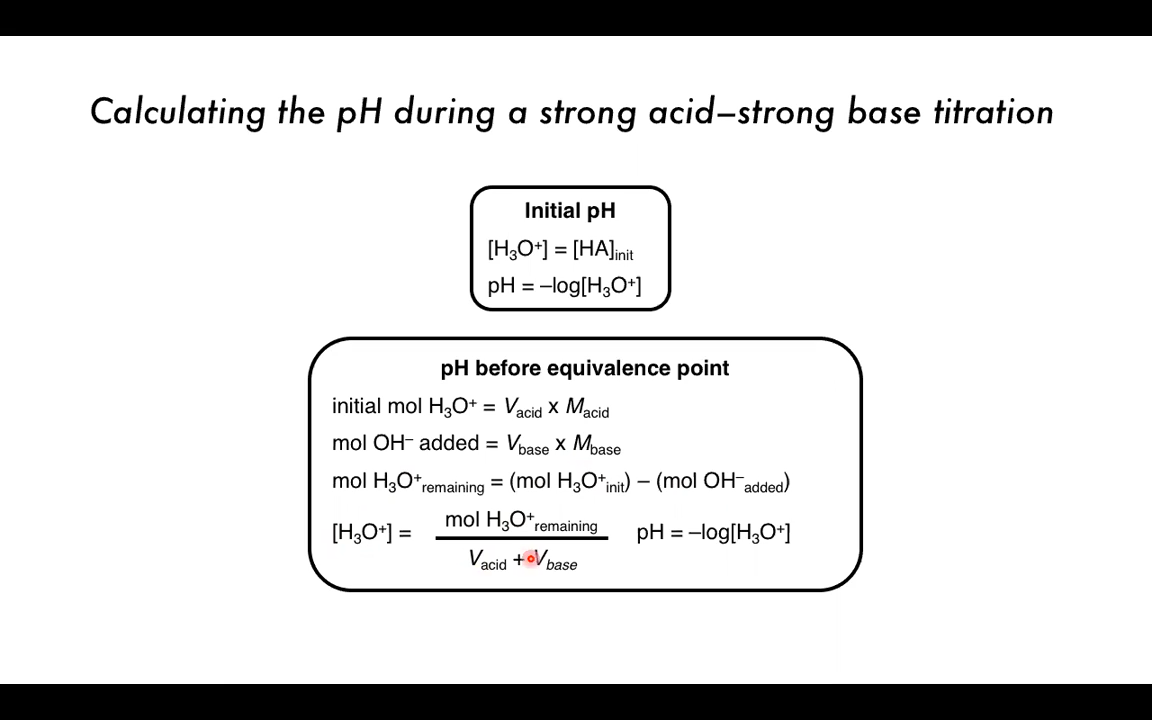 Calculating the pH during a strong acid–strong base titration
Initial pH
[H₃O⁺] = [HA]init
pH = –log[H₃O⁺]
pH before equivalence point
initial mol H₃O⁺ = Vacid x Macid
mol OH⁻ added = Vbase x Mbase
mol H₃O⁺remaining = (mol H₃O⁺init) – (mol OH⁻added)
[H₃O⁺] = mol H₃O⁺remaining / Vacid + Vbase pH = –log[H₃O⁺]